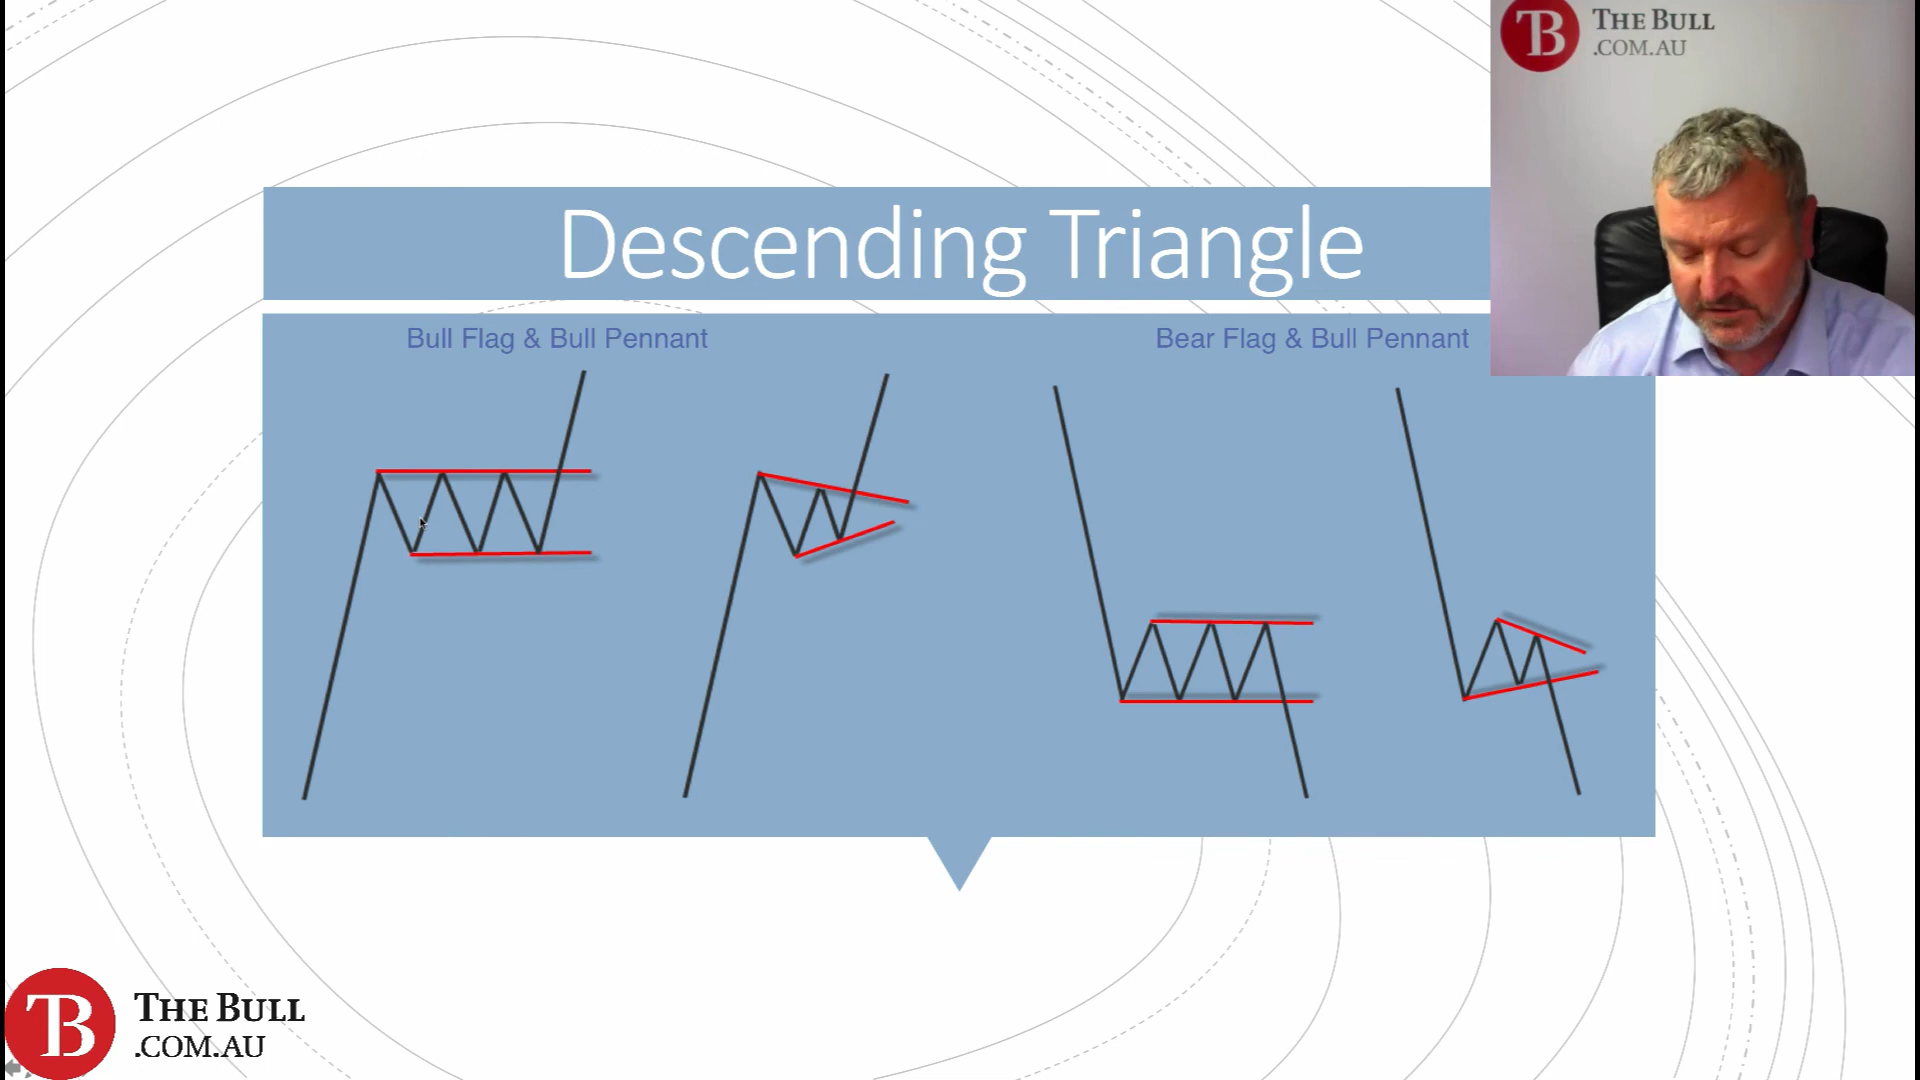 THE BULL
.COM.AU
Descending Triangle
Bull Flag & Bull Pennant
Bear Flag & Bull Pennant
THE BULL
.COM.AU